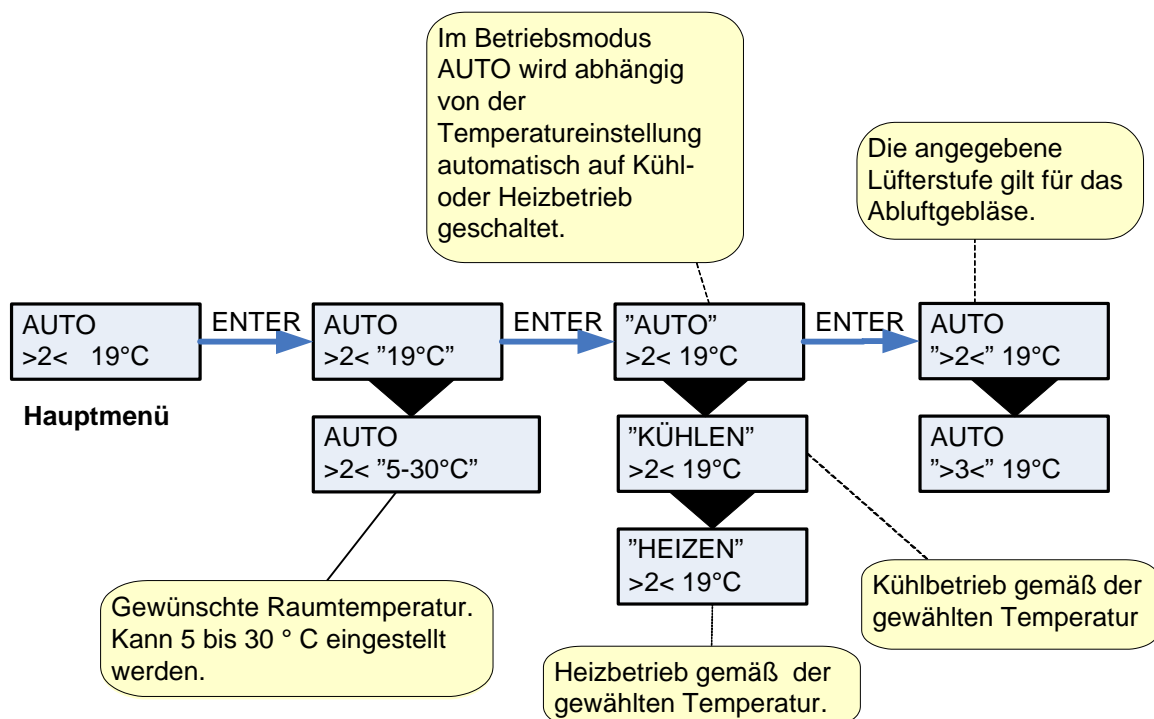 Im Betriebsmodus
AUTO wird abhängig
von der
Temperatureinstellung
automatisch auf Kühl-
oder Heizbetrieb
geschaltet.
Die angegebene
Lüfterstufe gilt für das
Abluftgebläse.
AUTO
>2< 19°C
ENTER
AUTO
>2< ”19°C”
ENTER
”AUTO”
>2< 19°C
ENTER
AUTO
”>2<” 19°C
Hauptmenü
AUTO
>2< ”5-30°C”
”KÜHLEN”
>2< 19°C
AUTO
”>3<” 19°C
”HEIZEN”
>2< 19°C
Gewünschte Raumtemperatur.
Kann 5 bis 30 ° C eingestellt
werden.
Kühlbetrieb gemäß der
gewählten Temperatur
Heizbetrieb gemäß der
gewählten Temperatur.